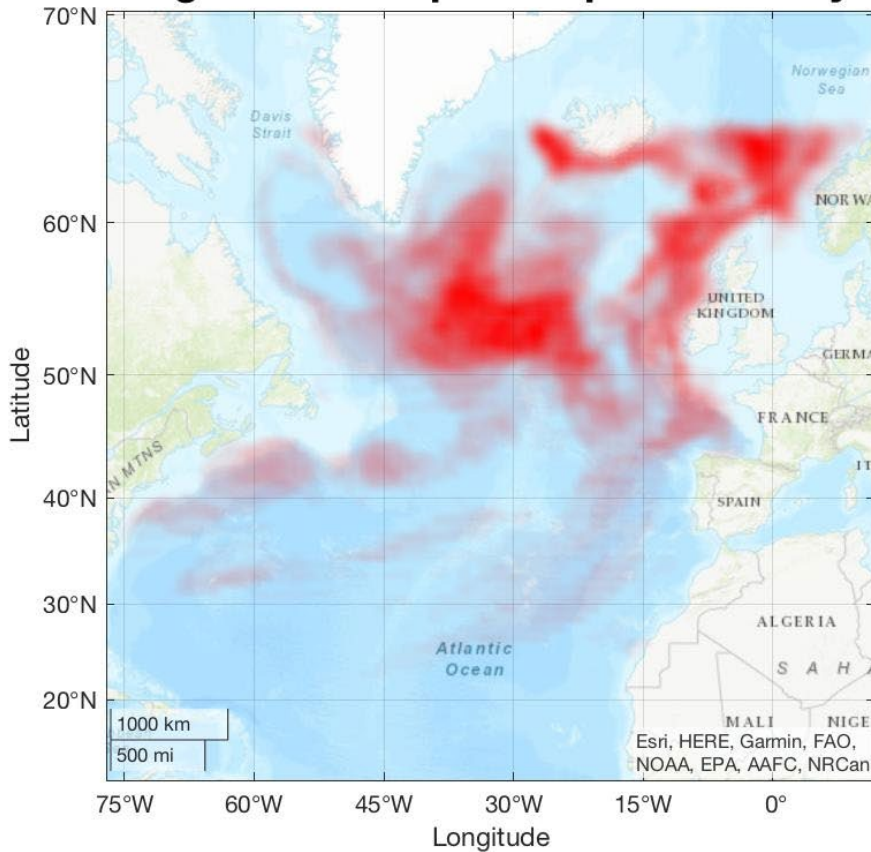 70°N
Norwegian
Sea
Davis
Strait
60°N
NORWA
UNITED
KINGDOM
GERMA
50°N
FRANCE
N MTNS
IT
40°N
SPAIN
30°N
ALGERIA
Atlantic
Ocean
S A H A
20°N
1000 km
500 mi
MALI
NIGE
Esri, HERE, Garmin, FAO,
NOAA, EPA, AAFC, NRCan
75°W
60°W
45°W
30°W
15°W
0°
Longitude
Latitude